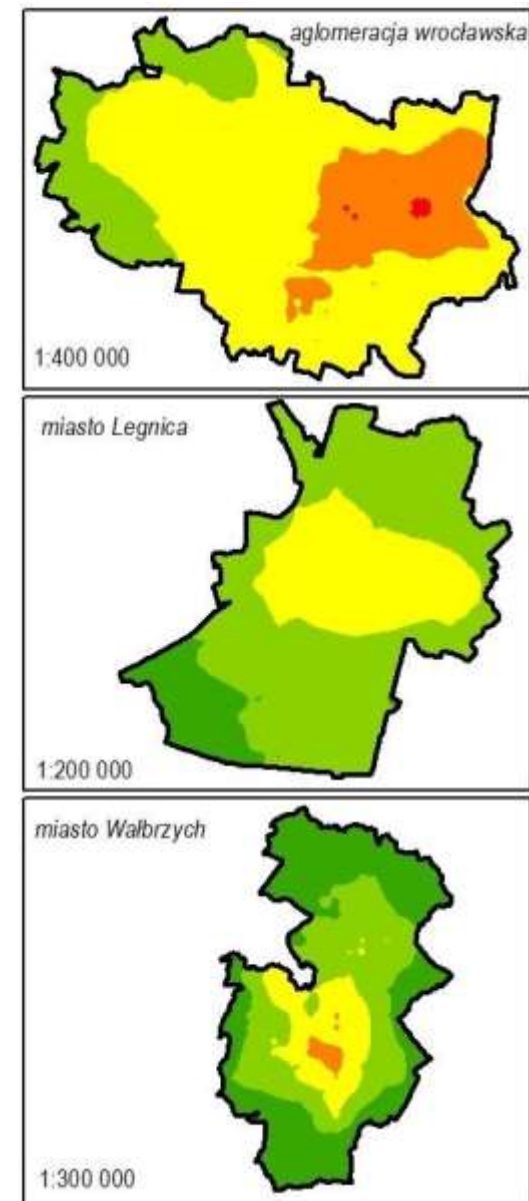 aglomeracja wrocławska
1:400 000
miasto Legnica
1:200 000
miasto Wałbrzych
1:300 000